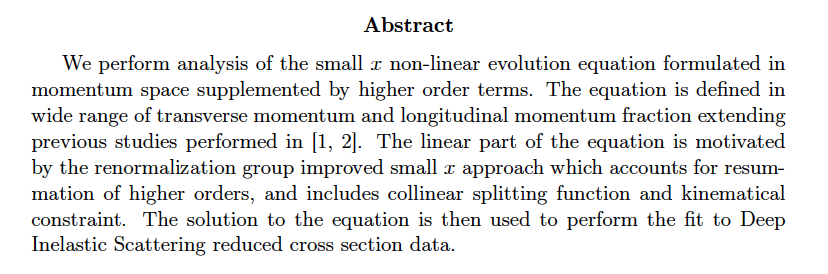 Abstract
We perform analysis of the small x non-linear evolution equation formulated in
momentum space supplemented by higher order terms. The equation is defined in
wide range of transverse momentum and longitudinal momentum fraction extending
previous studies performed in [1, 2]. The linear part of the equation is motivated
by the renormalization group improved small x approach which accounts for resum-
mation of higher orders, and includes collinear splitting function and kinematical
constraint. The solution to the equation is then used to perform the fit to Deep
Inelastic Scattering reduced cross section data.